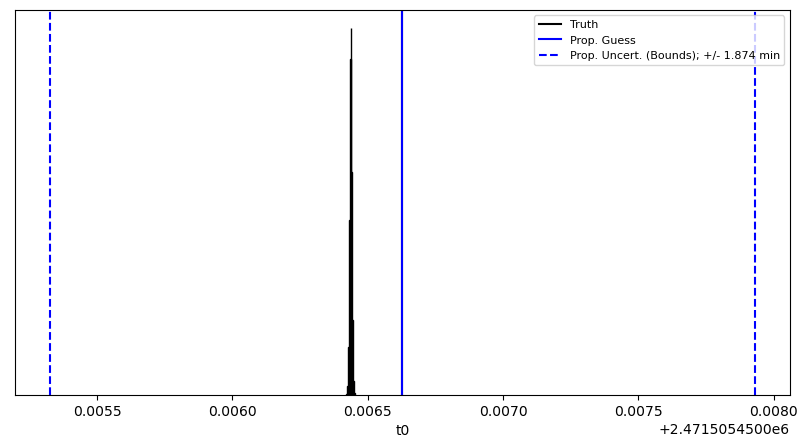 Truth
Prop. Guess
Prop. Uncert. (Bounds); +/- 1.874 min
0.0055 0.0060 0.0065 0.0070 0.0075 0.0080
t0
+2.4715054500e6